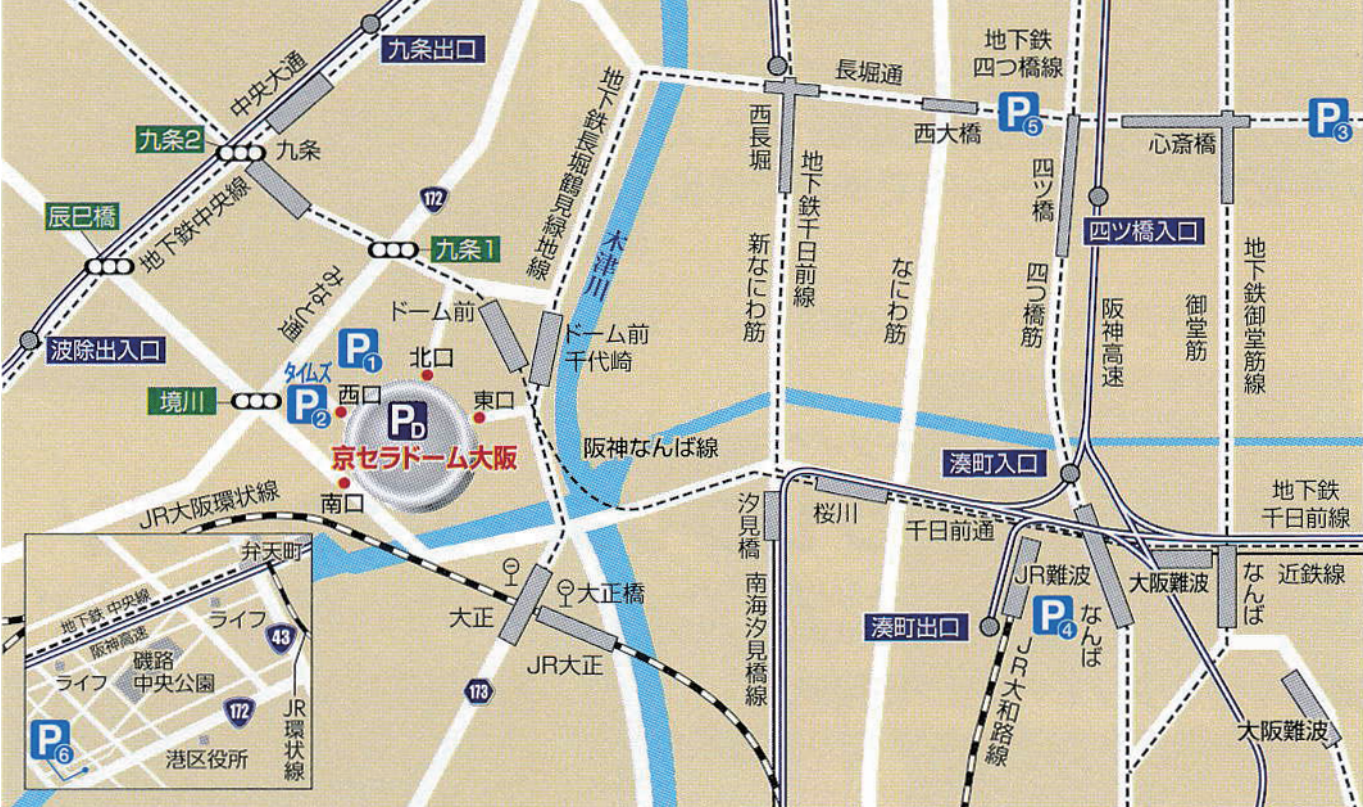 九条出口
中央大通
九条2
九条
地下鉄中央線
辰巳橋
172
九条1
みなと通
波除出入口
境川
タイムズ
P1
P2
北口
西口
東口
南口
PD
京セラドーム大阪
ドーム前
ドーム前
千代崎
地下鉄長堀鶴見緑地線
木津川
長堀通
西長堀
地下鉄千日前線
新なにわ筋
西大橋
なにわ筋
地下鉄
四つ橋線
P5
四ツ橋
四つ橋筋
四ツ橋入口
阪神高速
心斎橋
P3
御堂筋
地下鉄御堂筋線
阪神なんば線
湊町入口
汐見橋
桜川
千日前通
地下鉄
千日前線
南海汐見橋線
JR難波
大阪難波
なんば
近鉄線
湊町出口
P4
なんば
JR大和路線
大阪難波
JR大阪環状線
大正
大正橋
JR大正
173
弁天町
地下鉄 中央線
阪神高速
ライフ
43
磯路
中央公園
ライフ
172
JR環状線
P6
港区役所